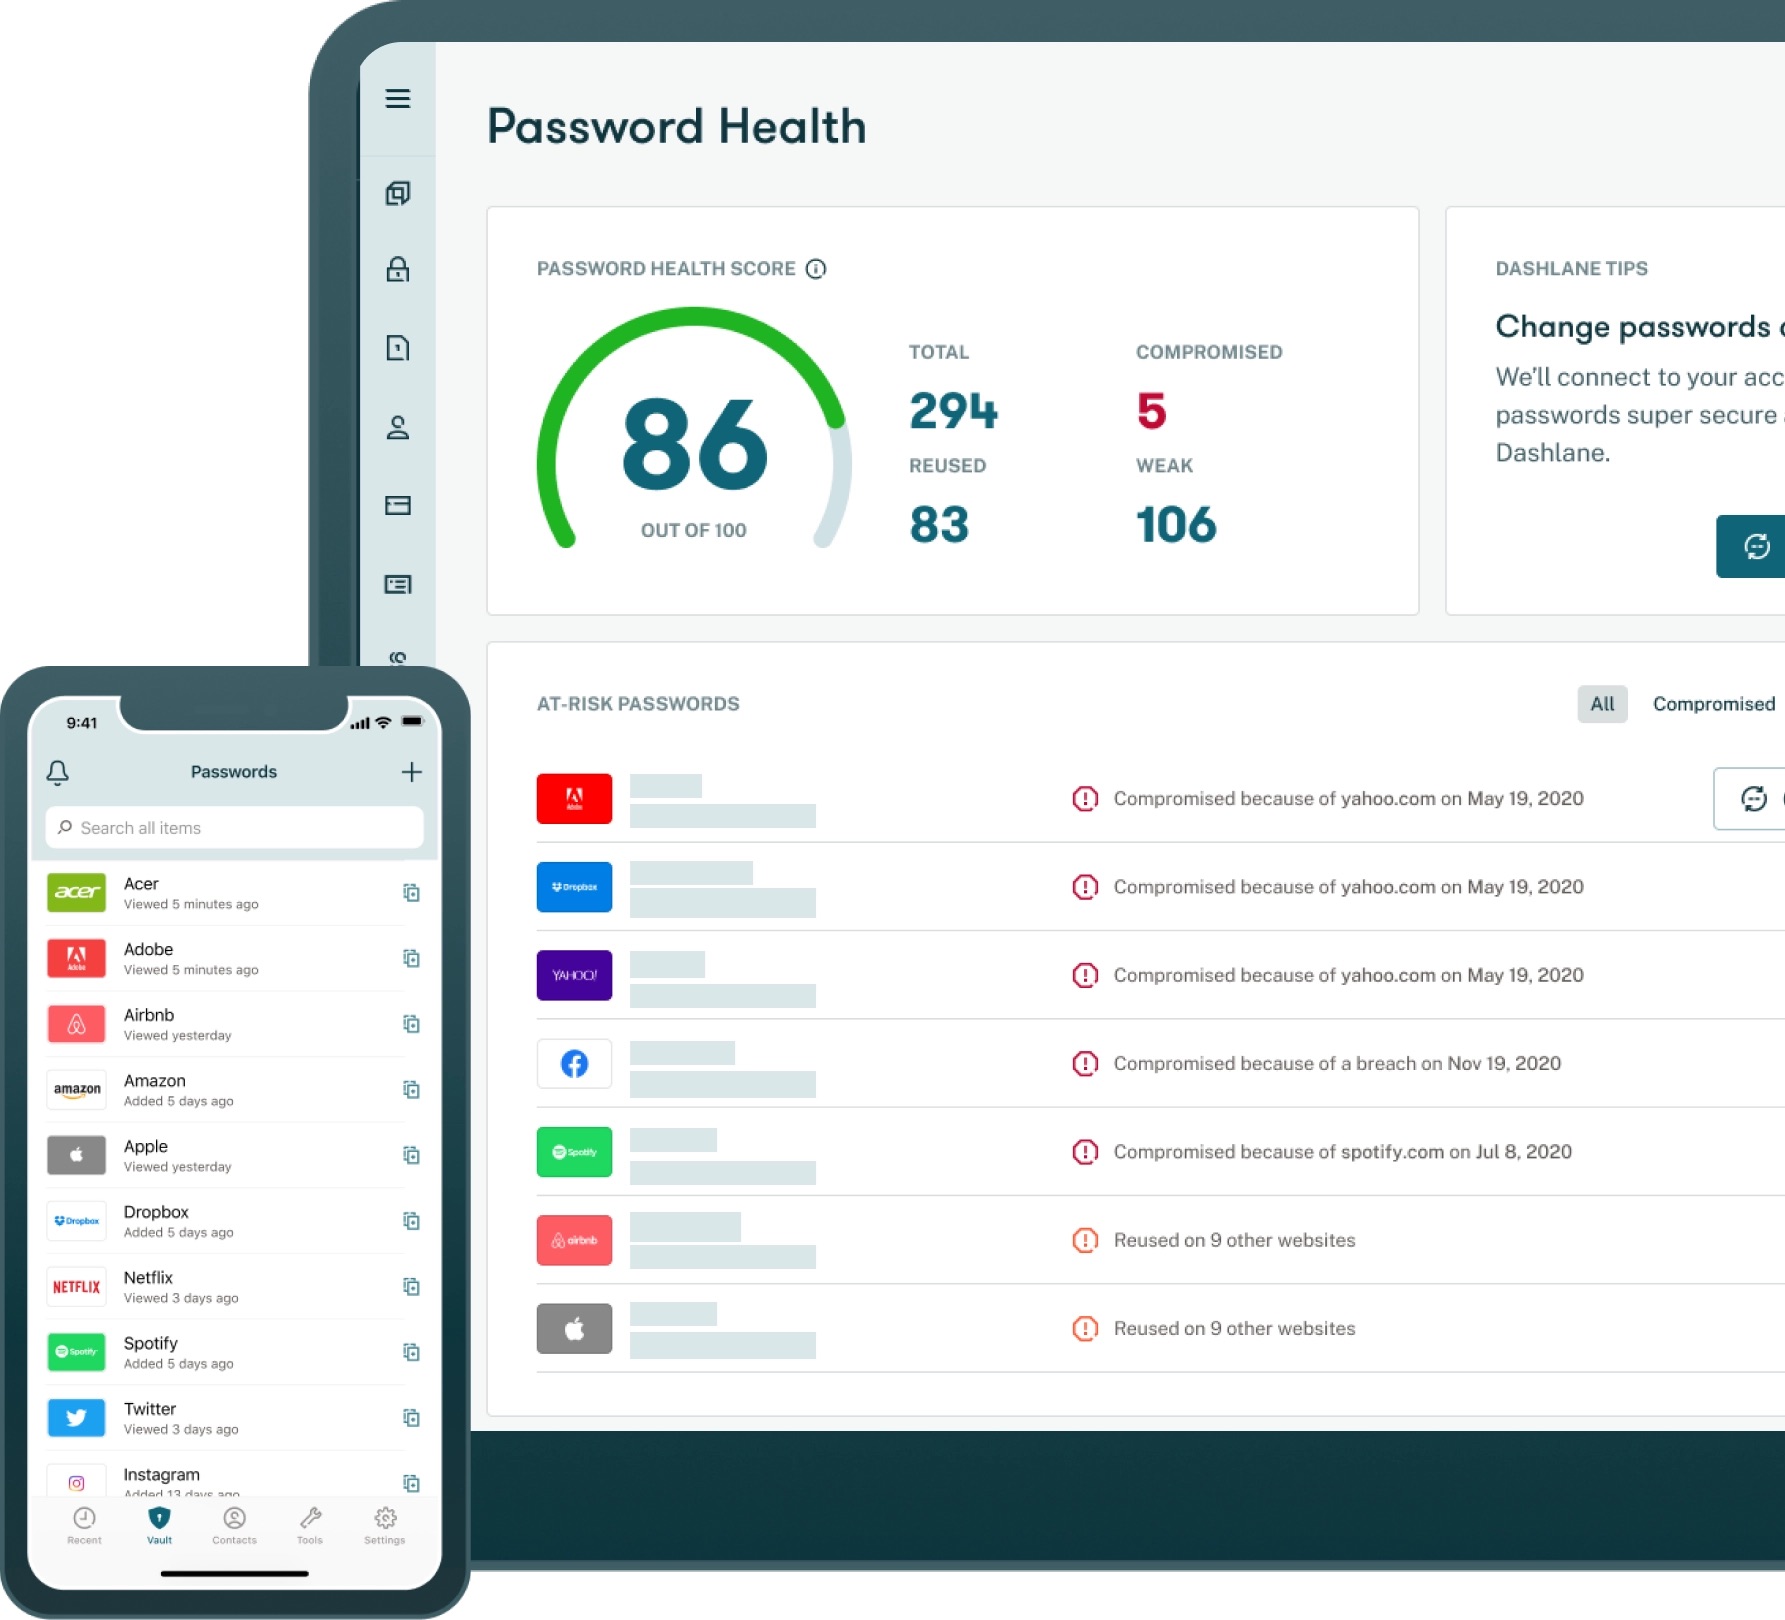 Password Health
PASSWORD HEALTH SCORE
86
OUT OF 100
TOTAL
294
COMPROMISED
5
REUSED
83
WEAK
106
DASHLANE TIPS
Change passwords
We'll connect to your acc
passwords super secure
Dashlane.
AT-RISK PASSWORDS
All
Compromised
Adobe
Compromised because of yahoo.com on May 19, 2020
Dropbox
Compromised because of yahoo.com on May 19, 2020
YAHOO!
Compromised because of yahoo.com on May 19, 2020
Compromised because of a breach on Nov 19, 2020
Spotify
Compromised because of spotify.com on Jul 8, 2020
airbnb
Reused on 9 other websites
Reused on 9 other websites
9:41
Passwords
Search all items
acer
Acer
Viewed 5 minutes ago
Adobe
Adobe
Viewed 5 minutes ago
Airbnb
Viewed yesterday
amazon
Amazon
Added 5 days ago
Apple
Viewed yesterday
Dropbox
Dropbox
Added 5 days ago
NETFLIX
Netflix
Viewed 3 days ago
Spotify
Spotify
Added 5 days ago
Twitter
Viewed 3 days ago
Instagram
Added 13 days ago
Recent
Vault
Contacts
Tools
Settings